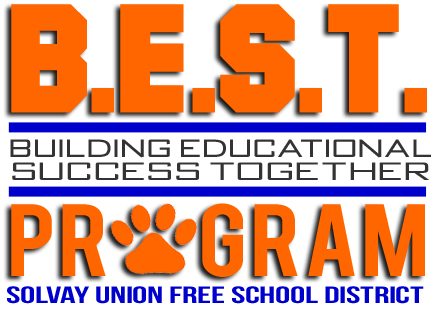 B.E.S.T.
BUILDING EDUCATIONAL
SUCCESS TOGETHER
PROGRAM
SOLVAY UNION FREE SCHOOL DISTRICT